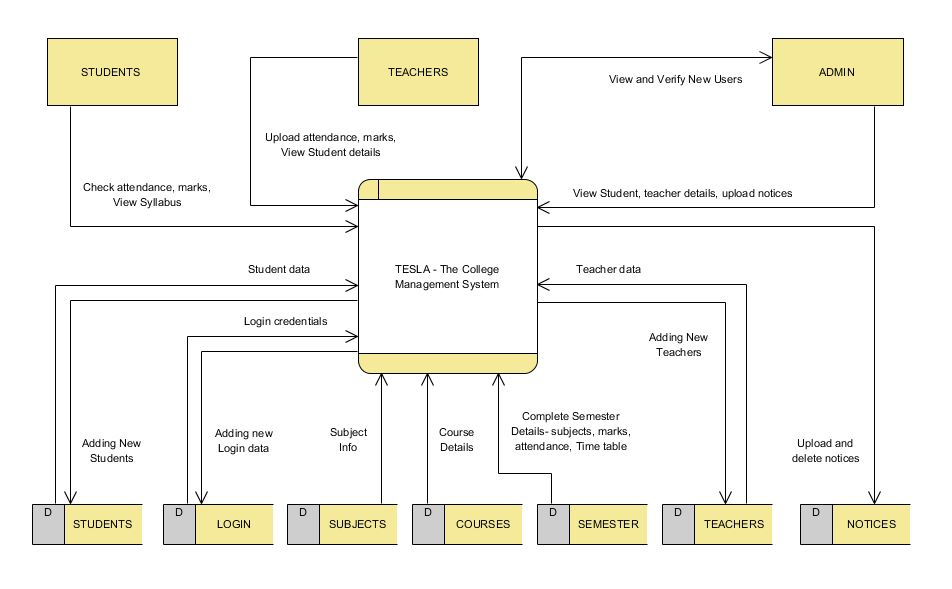 STUDENTS
TEACHERS
ADMIN
View and Verify New Users
Upload attendance, marks,
View Student details
Check attendance, marks,
View Syllabus
View Student, teacher details, upload notices
TESLA - The College
Management System
Student data
Teacher data
Login credentials
Adding New
Teachers
Adding New
Students
Adding new
Login data
Subject
Info
Course
Details
Complete Semester
Details- subjects, marks,
attendance, Time table
Upload and
delete notices
D STUDENTS
D LOGIN
D SUBJECTS
D COURSES
D SEMESTER
D TEACHERS
D NOTICES